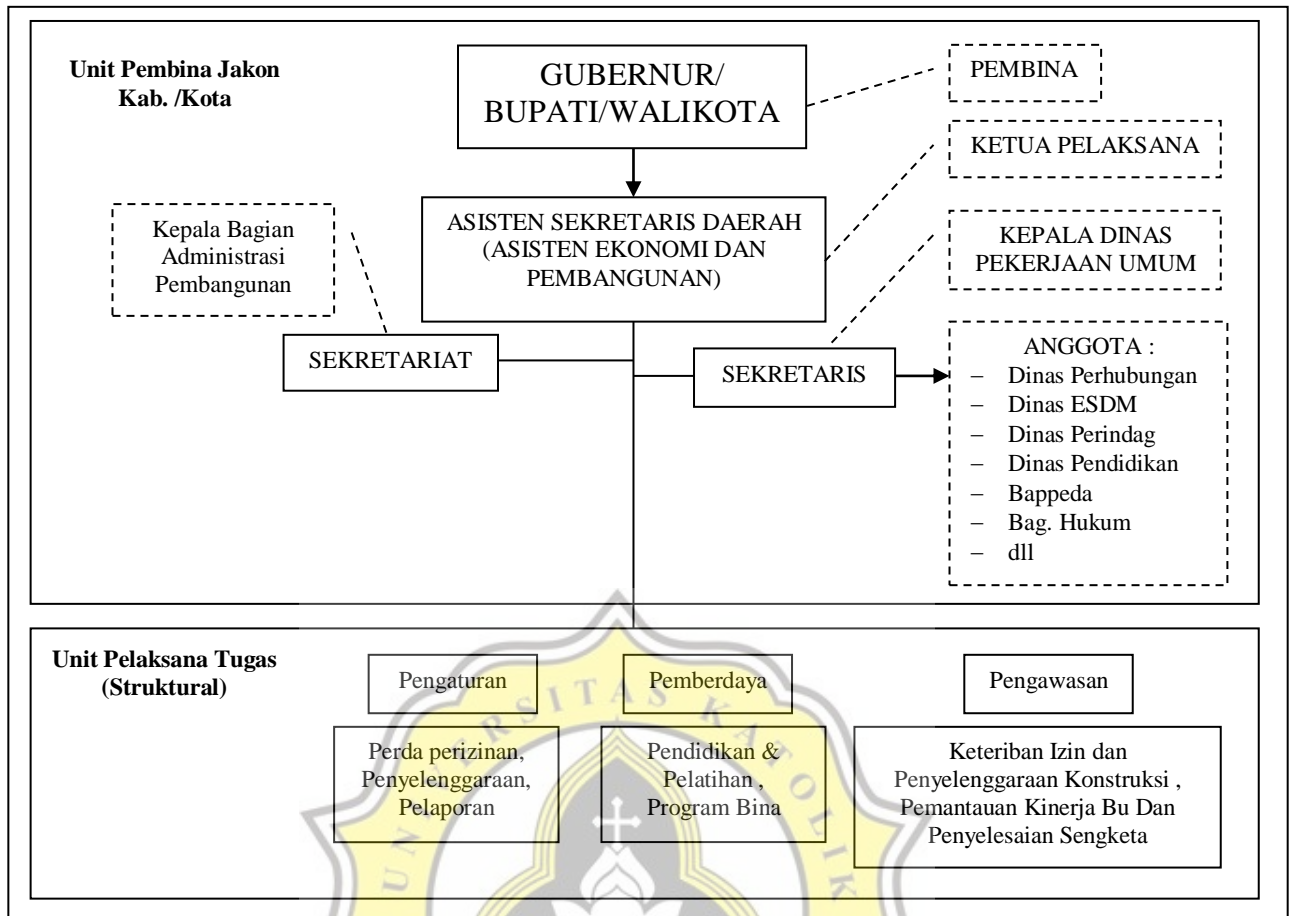 Unit Pembina Jakon
Kab. /Kota
GUBERNUR/
BUPATI/WALIKOTA
PEMBINA
KETUA PELAKSANA
ASISTEN SEKRETARIS DAERAH
(ASISTEN EKONOMI DAN
PEMBANGUNAN)
Kepala Bagian
Administrasi
Pembangunan
KEPALA DINAS
PEKERJAAN UMUM
SEKRETARIAT
SEKRETARIS
ANGGOTA :
– Dinas Perhubungan
– Dinas ESDM
– Dinas Perindag
– Dinas Pendidikan
– Bappeda
– Bag. Hukum
– dll
Unit Pelaksana Tugas
(Struktural)
Pengaturan
Pemberdaya
Pengawasan
Perda perizinan,
Penyelenggaraan,
Pelaporan
Pendidikan &
Pelatihan ,
Program Bina
Keteriban Izin dan
Penyelenggaraan Konstruksi ,
Pemantauan Kinerja Bu Dan
Penyelesaian Sengketa
UNIVERSITAS KATOLIK